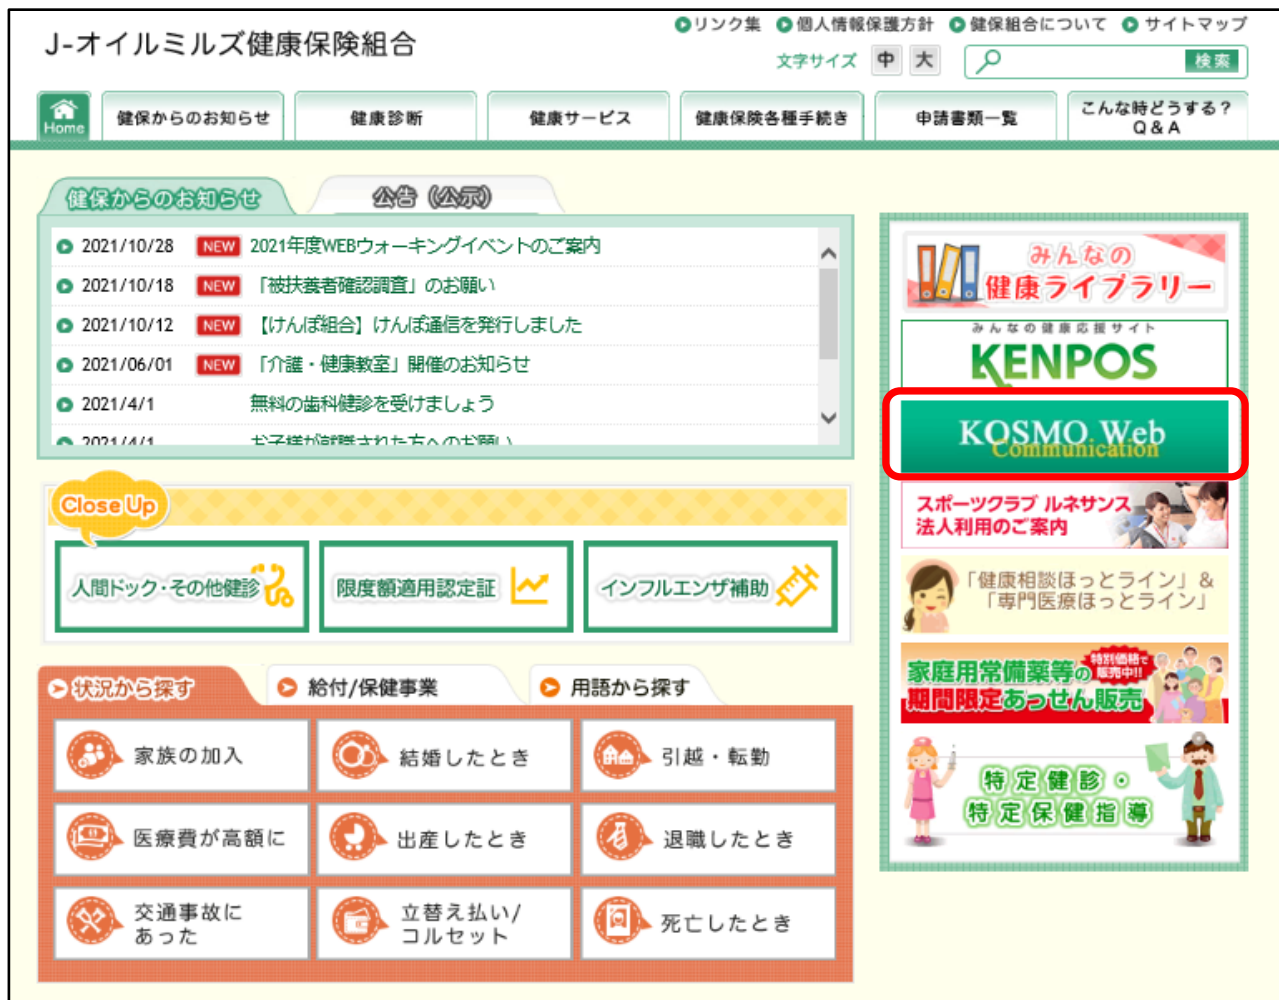 J-オイルミルズ健康保険組合
リンク集 個人情報保護方針 健保組合について サイトマップ
文字サイズ 中 大 検索
Home 健保からのお知らせ 健康診断 健康サービス 健康保険各種手続き 申請書類一覧 こんな時どうする？
Q&A
健保からのお知らせ 公告（公示）
2021/10/28 NEW 2021年度WEBウォーキングイベントのご案内
2021/10/18 NEW 「被扶養者確認調査」のお願い
2021/10/12 NEW 【けんぽ組合】けんぽ通信を発行しました
2021/06/01 NEW 「介護・健康教室」開催のお知らせ
2021/4/1 無料の歯科健診を受けましょう
2021/4/1 お子様が就職された方へのお願い
Close Up
人間ドック・その他健診 限度額適用認定証 インフルエンザ補助
状況から探す 給付/保健事業 用語から探す
家族の加入 結婚したとき 引越・転勤
医療費が高額に 出産したとき 退職したとき
交通事故に
あった
立替え払い/
コルセット
死亡したとき
みんなの
健康ライブラリー
みんなの健康応援サイト
KENPOS
KOSMO Web
Communication
スポーツクラブ ルネサンス
法人利用のご案内
「健康相談ほっとライン」&
「専門医療ほっとライン」
家庭用常備薬等の
特別価格で
販売中!!
期間限定あっせん販売
特定健診・
特定保健指導